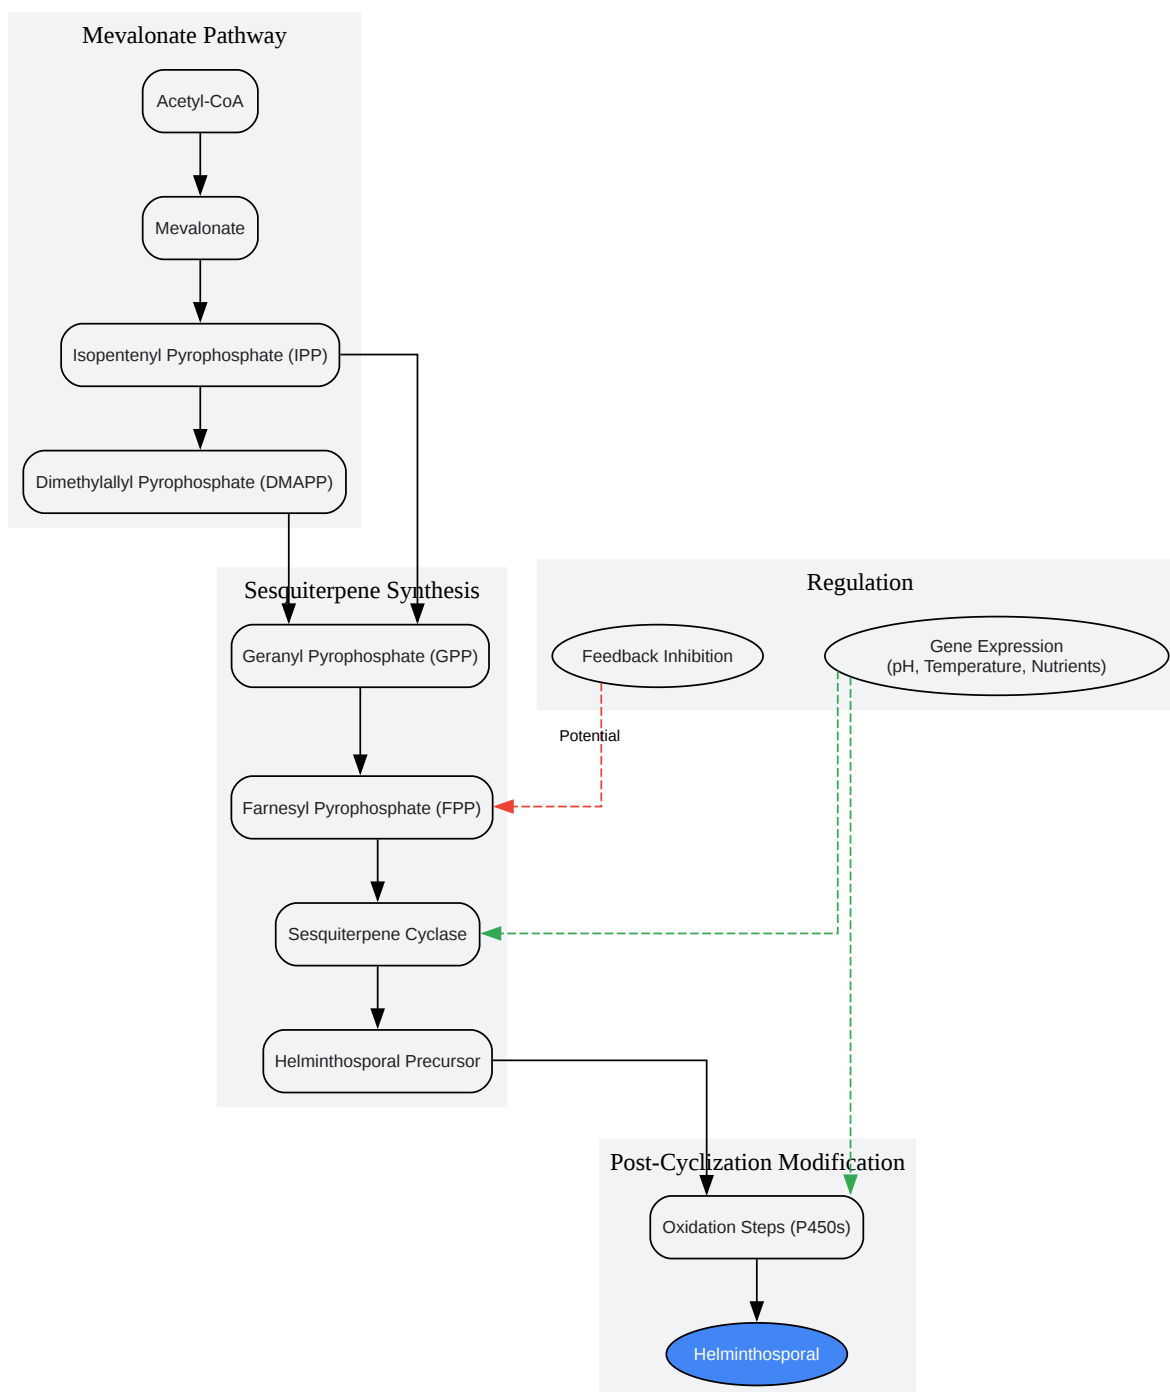 Mevalonate Pathway
Acetyl-CoA
Mevalonate
Isopentenyl Pyrophosphate (IPP)
Dimethylallyl Pyrophosphate (DMAPP)
Sesquiterpene Synthesis
Geranyl Pyrophosphate (GPP)
Farnesyl Pyrophosphate (FPP)
Sesquiterpene Cyclase
Helminthosporal Precursor
Regulation
Feedback Inhibition
Gene Expression
(pH, Temperature, Nutrients)
Potential
Post-Cyclization Modification
Oxidation Steps (P450s)
Helminthosporal